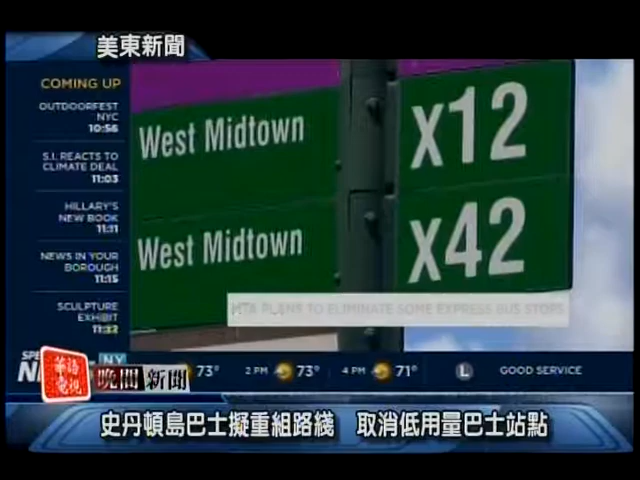 美東新聞
COMING UP
OUTDOORFEST
NYC
10:56
S.I. REACTS TO
CLIMATE DEAL
11:03
HILLARY'S
NEW BOOK
11:11
NEWS IN YOUR
BOROUGH
11:15
SCULPTURE
EXHIBIT
West Midtown
X12
West Midtown
X42
MTA PLANS TO ELIMINATE SOME EXPRESS BUS STOPS
NY
華語
電視
晚間新聞
73°
2 PM 73°
4 PM 71°
L GOOD SERVICE
史丹頓島巴士擬重組路綫 取消低用量巴士站點